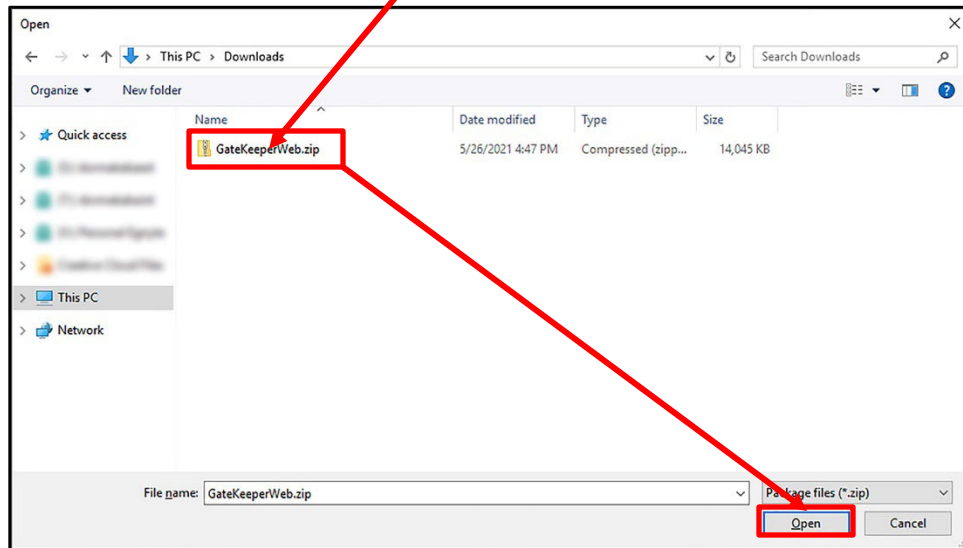 Open
This PC > Downloads
Search Downloads
Organize
New folder
Name
Date modified
Type
Size
Quick access
GateKeeperWeb.zip
5/26/2021 4:47 PM
Compressed (zipp...
14,045 KB
This PC
Network
File name:
GateKeeperWeb.zip
Package files (*.zip)
Open
Cancel